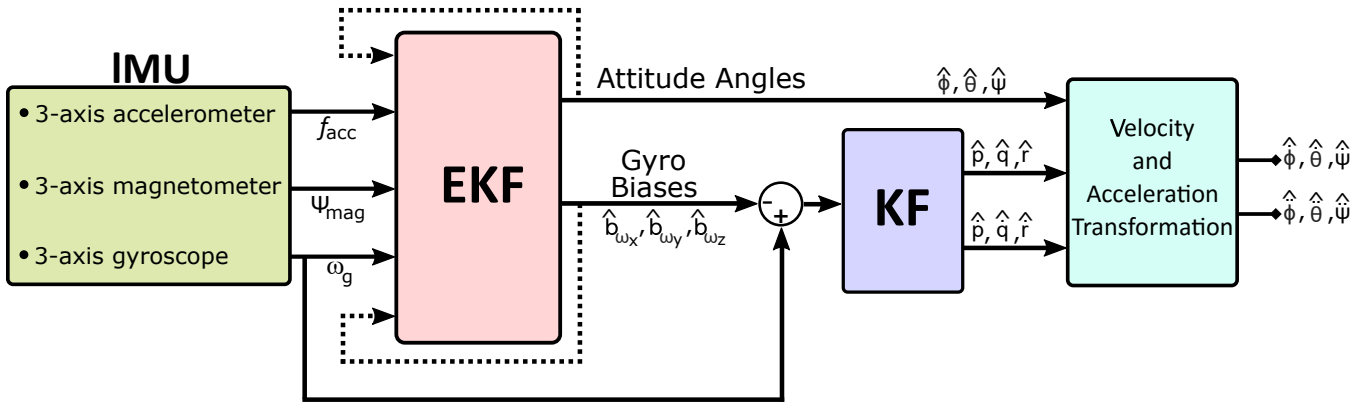 IMU
• 3-axis accelerometer
• 3-axis magnetometer
• 3-axis gyroscope
f_acc
Ψ_mag
ω_g
EKF
Attitude Angles
ϕ̂, θ̂, ψ̂
Gyro
Biases
b̂_ωx, b̂_ωy, b̂_ωz
-
+
KF
p̂, q̂, r̂
ṗ̂, q̇̂, ṙ̂
Velocity
and
Acceleration
Transformation
ϕ̇̂, θ̇̂, ψ̇̂
ϕ̈̂, θ̈̂, ψ̈̂